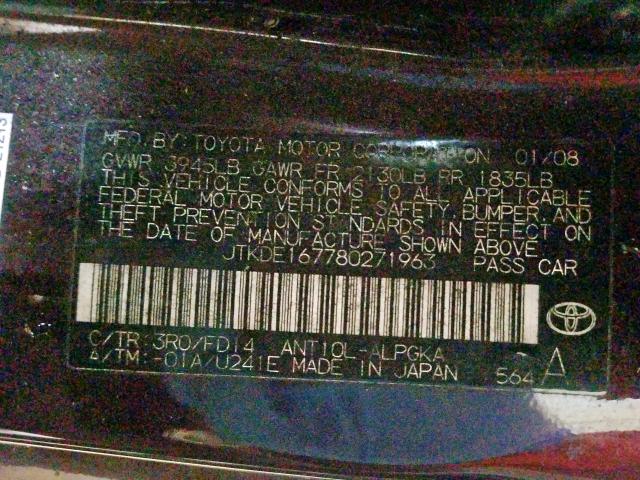 MFD. BY: TOYOTA MOTOR CORPORATION 01/08
GVWR 3945LB GAWR FR 2130LB RR 1835LB
THIS VEHICLE CONFORMS TO ALL APPLICABLE
FEDERAL MOTOR VEHICLE SAFETY, BUMPER, AND
THEFT PREVENTION STANDARDS IN EFFECT ON
THE DATE OF MANUFACTURE SHOWN ABOVE
JTKDE167780271963 PASS CAR
C/TR: 3R0/FD14 ANT10L-ALPGKA
A/TM: -01A/U241E MADE IN JAPAN 564 A